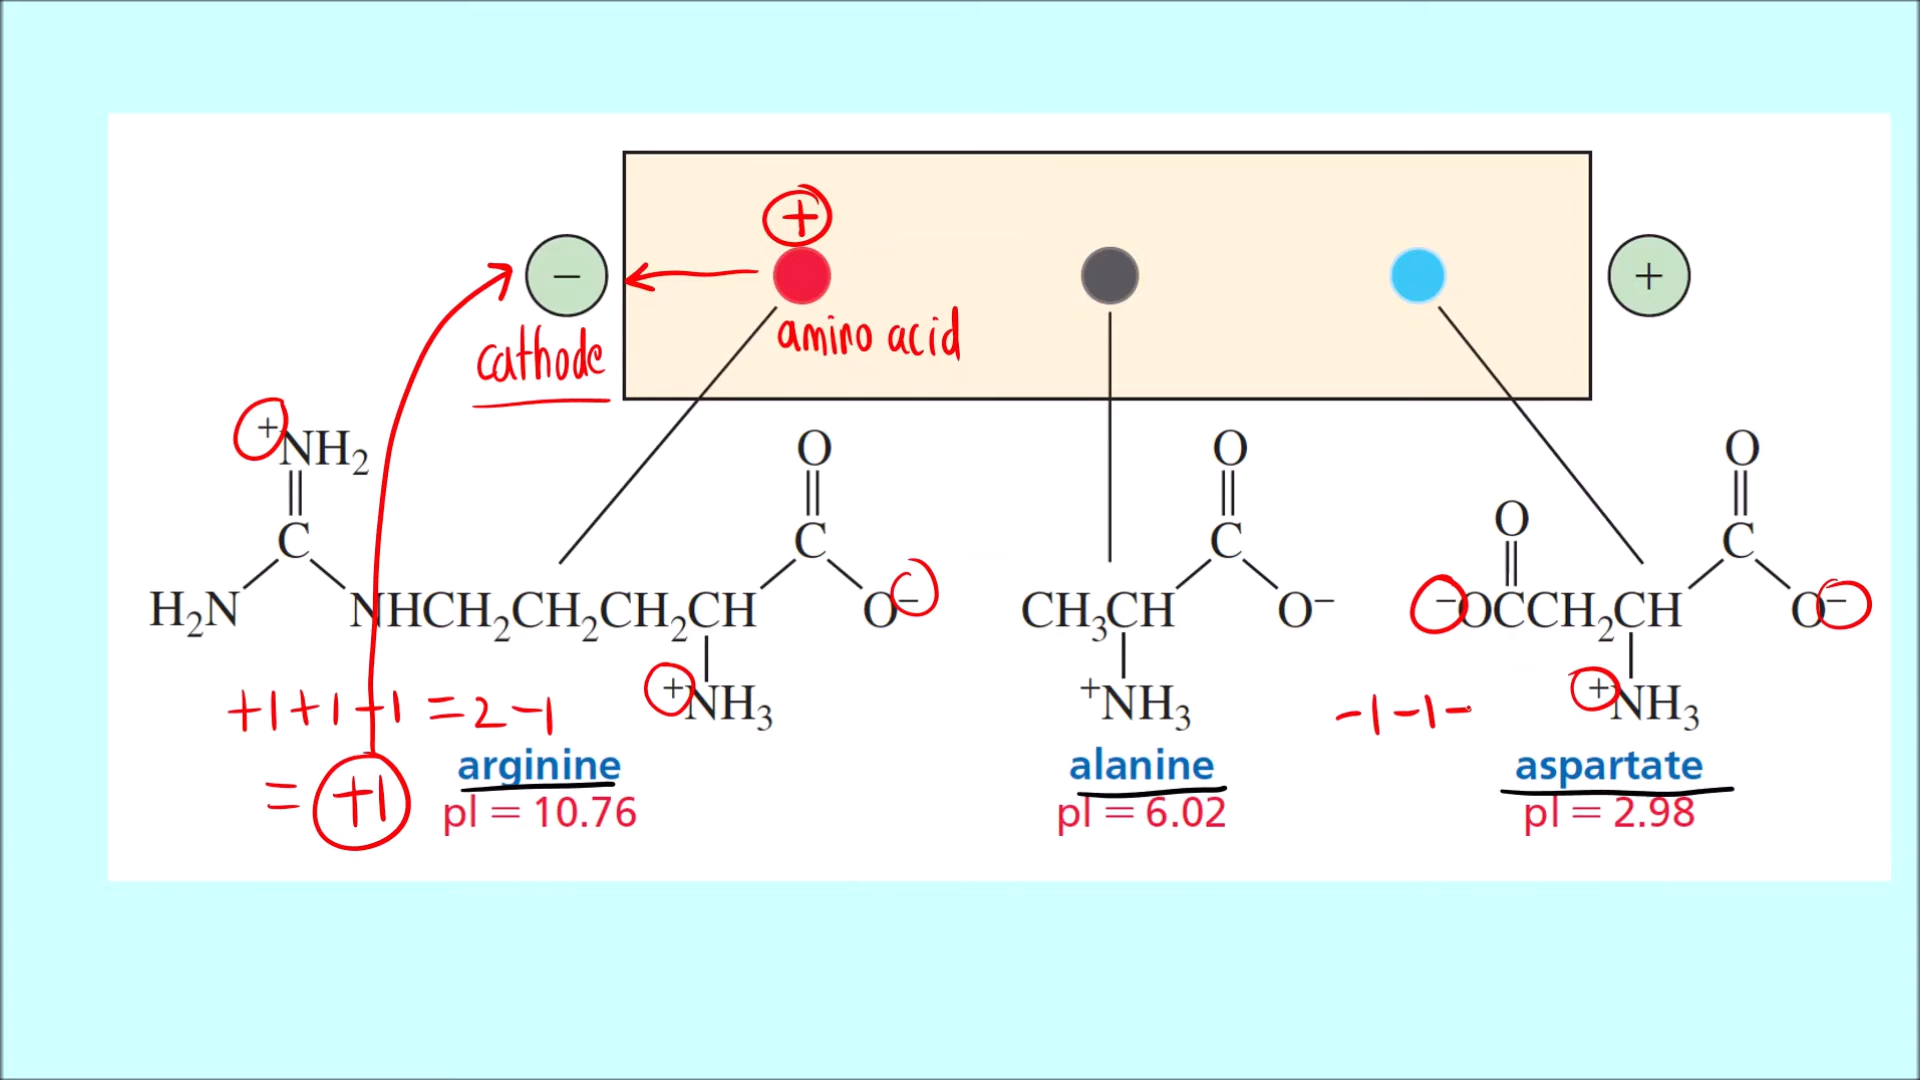 +
−
+
cathode
amino acid
+NH2
O
O
O
O
C
C
C
C
H2N
NHCH2CH2CH2CH
O−
CH3CH
O−
−OCCH2CH
O−
+NH3
+NH3
+NH3
+1+1-1 = 2-1
-1-1-
arginine
alanine
aspartate
= +1
pI = 10.76
pI = 6.02
pI = 2.98